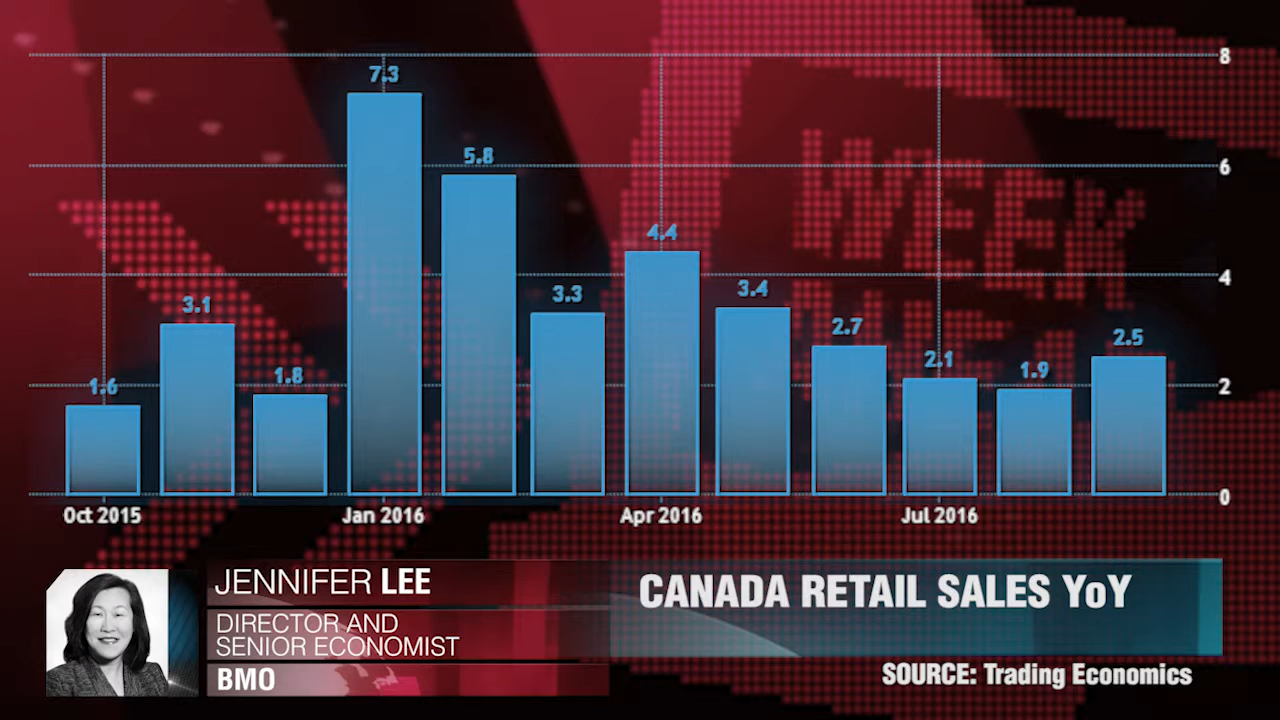 8
7.3
5.8
6
WEEK
4.4
4
3.1
3.3
3.4
2.7
2.5
1.6
1.8
2.1
1.9
2
0
Oct 2015
Jan 2016
Apr 2016
Jul 2016
JENNIFER LEE
DIRECTOR AND
SENIOR ECONOMIST
BMO
CANADA RETAIL SALES YoY
SOURCE: Trading Economics